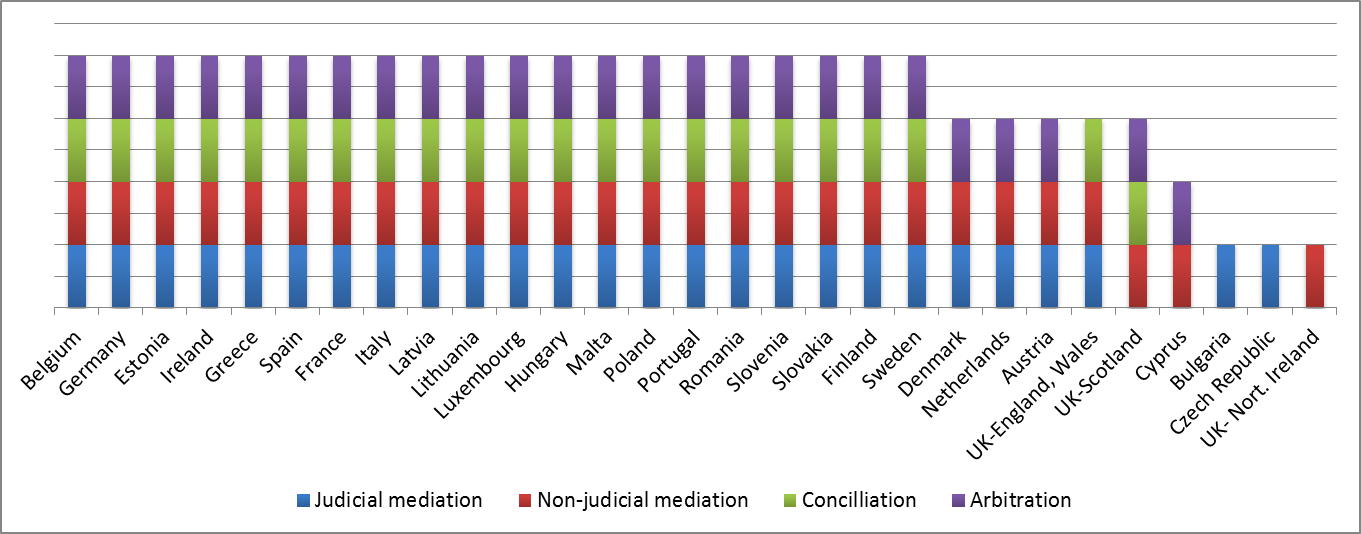 Belgium
Germany
Estonia
Ireland
Greece
Spain
France
Italy
Latvia
Lithuania
Luxembourg
Hungary
Malta
Poland
Portugal
Romania
Slovenia
Slovakia
Finland
Sweden
Denmark
Netherlands
Austria
UK-England, Wales
UK-Scotland
Cyprus
Bulgaria
Czech Republic
UK- Nort. Ireland
Judicial mediation Non-judicial mediation Concilliation Arbitration